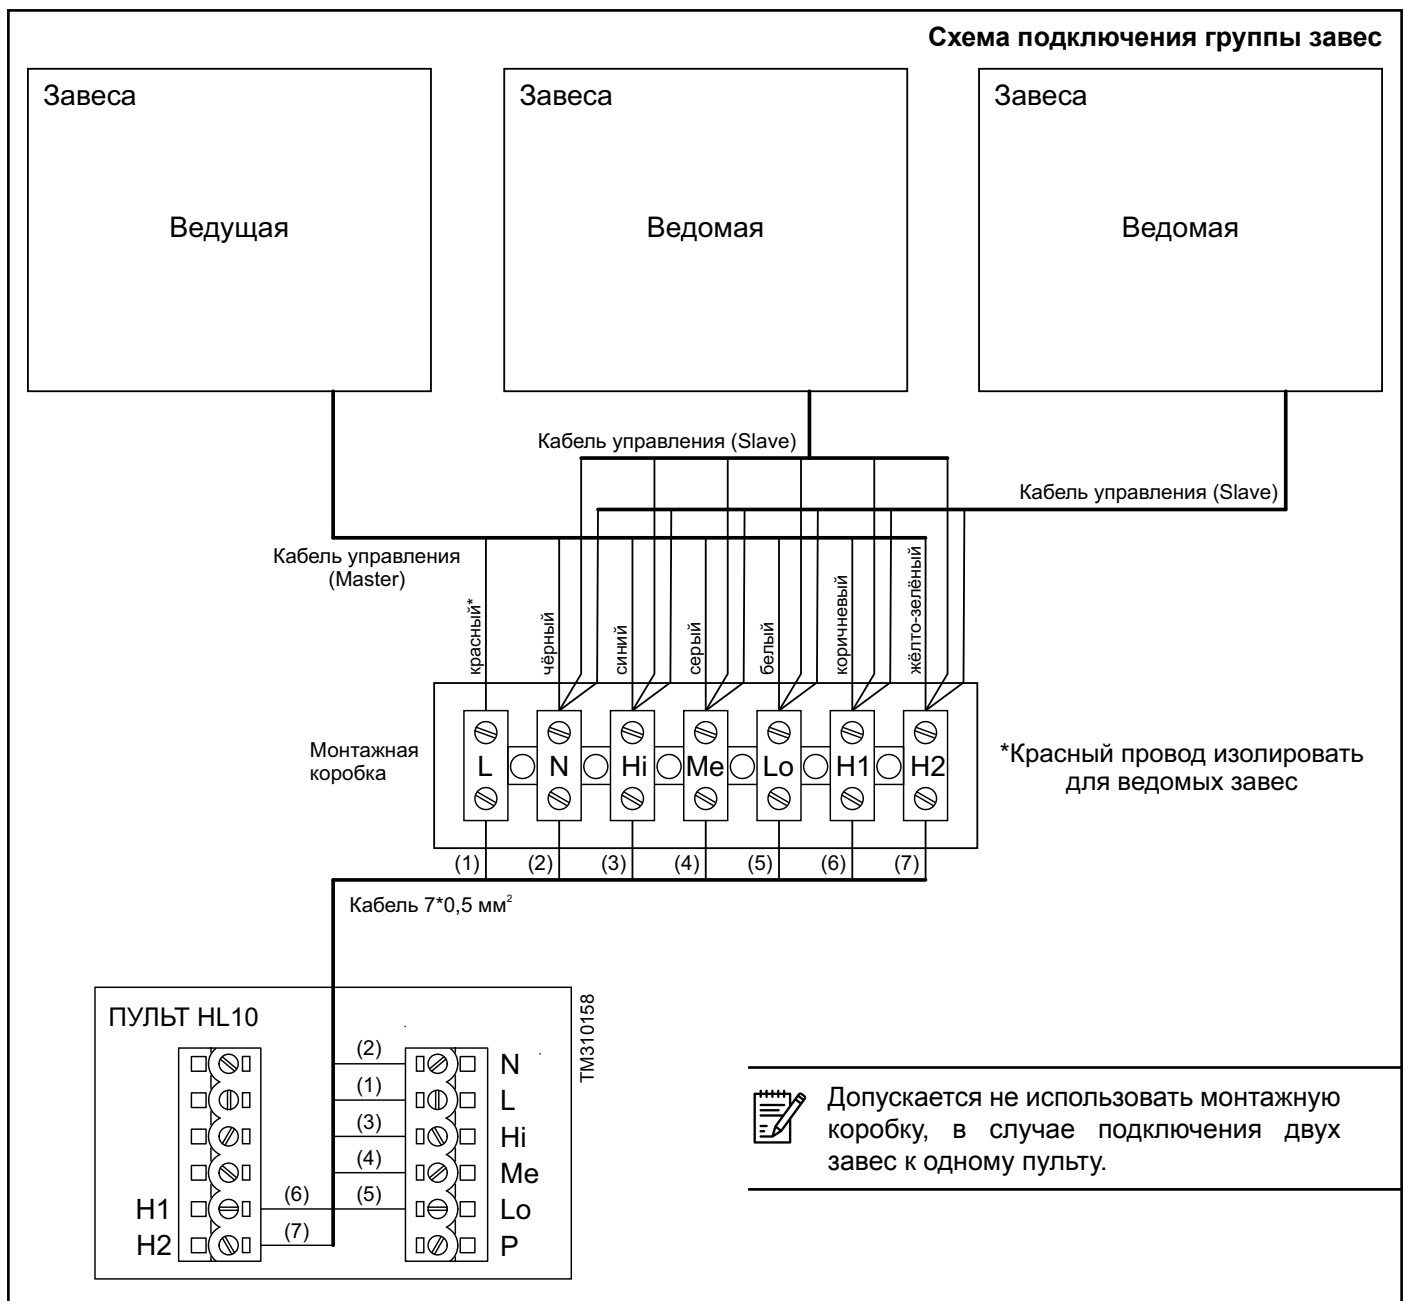 Схема подключения группы завес
Завеса
Ведущая
Завеса
Ведомая
Завеса
Ведомая
Кабель управления (Slave)
Кабель управления (Slave)
Кабель управления
(Master)
красный*
чёрный
синий
серый
белый
коричневый
жёлто-зелёный
Монтажная
коробка
L N Hi Me Lo H1 H2
*Красный провод изолировать
для ведомых завес
(1) (2) (3) (4) (5) (6) (7)
Кабель 7*0,5 мм²
ПУЛЬТ HL10
TM310158
(2) N
(1) L
(3) Hi
(4) Me
H1 (6) (5) Lo
H2 (7) P
Допускается не использовать монтажную
коробку, в случае подключения двух
завес к одному пульту.